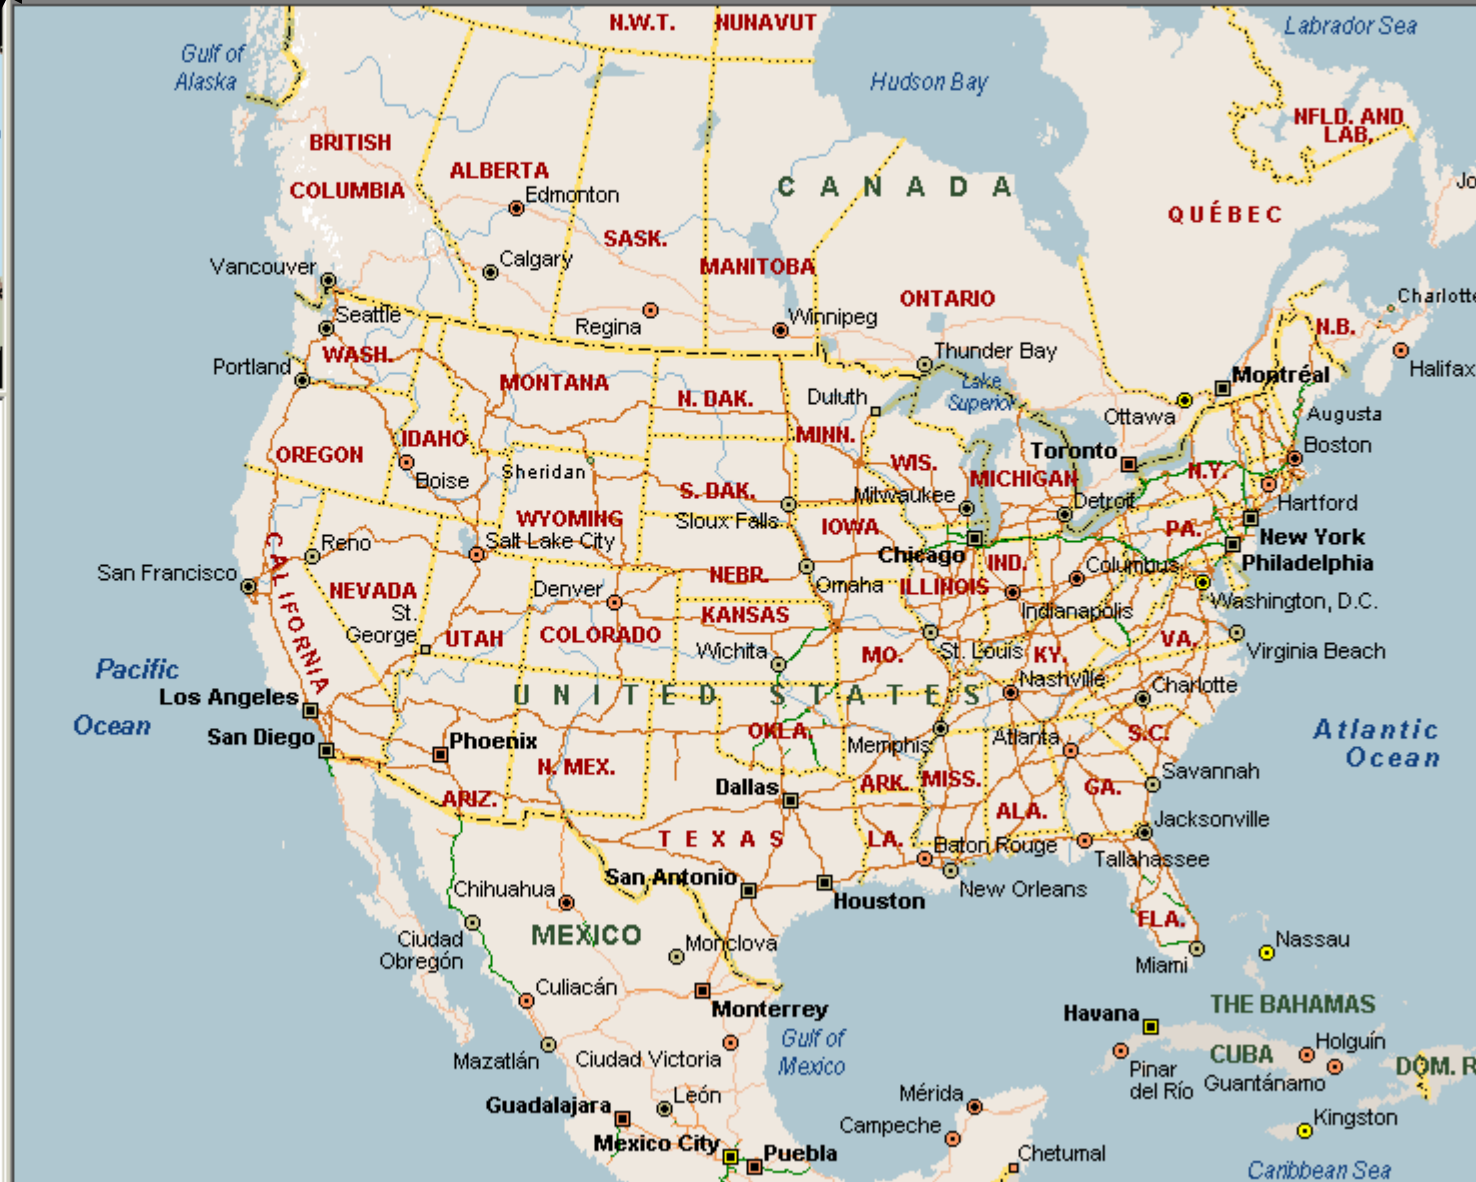 N.W.T.
NUNAVUT
Labrador Sea
Gulf of
Alaska
Hudson Bay
NFLD. AND
LAB.
BRITISH
COLUMBIA
ALBERTA
Edmonton
CANADA
Jo
QUÉBEC
SASK.
Calgary
Vancouver
MANITOBA
ONTARIO
Charlotte
Seattle
Regina
Winnipeg
N.B.
WASH.
Portland
Thunder Bay
Halifax
MONTANA
N. DAK.
Duluth
Lake
Superior
Montréal
Ottawa
Augusta
OREGON
IDAHO
MINN.
Toronto
Boston
Boise
Sheridan
WIS.
MICHIGAN
N.Y.
S. DAK.
Milwaukee
Detroit
Hartford
WYOMING
Sioux Falls
IOWA
PA.
New York
Reno
Salt Lake City
Chicago
IND.
Columbus
Philadelphia
San Francisco
CALIFORNIA
NEVADA
Denver
NEBR.
Omaha
ILLINOIS
Indianapolis
Washington, D.C.
St.
George
UTAH
COLORADO
KANSAS
Wichita
MO.
St. Louis
KY.
VA.
Virginia Beach
Pacific
Ocean
Los Angeles
UNITED STATES
Nashville
Charlotte
San Diego
Phoenix
OKLA.
Memphis
Atlanta
S.C.
Atlantic
Ocean
N. MEX.
Dallas
ARK.
MISS.
GA.
Savannah
ARIZ.
ALA.
Jacksonville
TEXAS
LA.
Baton Rouge
Tallahassee
Chihuahua
San Antonio
Houston
New Orleans
MEXICO
FLA.
Ciudad
Obregón
Monclova
Miami
Nassau
Culiacán
Monterrey
Havana
THE BAHAMAS
Mazatlán
Ciudad Victoria
Gulf of
Mexico
CUBA
Holguín
Pinar
del Río
Guantánamo
DOM. R
Guadalajara
León
Mérida
Campeche
Kingston
Mexico City
Puebla
Chetumal
Caribbean Sea